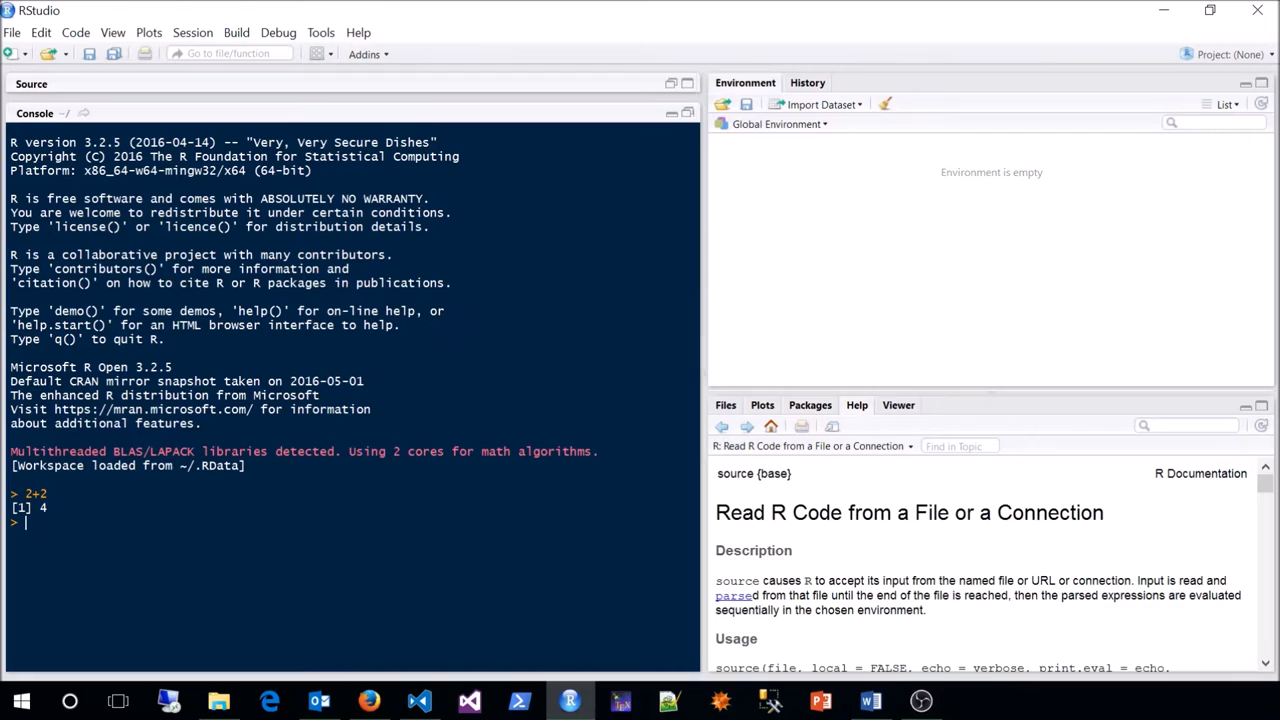 RStudio
File Edit Code View Plots Session Build Debug Tools Help
Go to file/function Addins Project: (None)
Source
Console ~/
R version 3.2.5 (2016-04-14) -- "Very, Very Secure Dishes"
Copyright (C) 2016 The R Foundation for Statistical Computing
Platform: x86_64-w64-mingw32/x64 (64-bit)
R is free software and comes with ABSOLUTELY NO WARRANTY.
You are welcome to redistribute it under certain conditions.
Type 'license()' or 'licence()' for distribution details.
R is a collaborative project with many contributors.
Type 'contributors()' for more information and
'citation()' on how to cite R or R packages in publications.
Type 'demo()' for some demos, 'help()' for on-line help, or
'help.start()' for an HTML browser interface to help.
Type 'q()' to quit R.
Microsoft R Open 3.2.5
Default CRAN mirror snapshot taken on 2016-05-01
The enhanced R distribution from Microsoft
Visit https://mran.microsoft.com/ for information
about additional features.
Multithreaded BLAS/LAPACK libraries detected. Using 2 cores for math algorithms.
[Workspace loaded from ~/.RData]
> 2+2
[1] 4
>
Environment History
Import Dataset List
Global Environment
Environment is empty
Files Plots Packages Help Viewer
R: Read R Code from a File or a Connection Find in Topic
source {base} R Documentation
Read R Code from a File or a Connection
Description
source causes R to accept its input from the named file or URL or connection. Input is read and
parsed from that file until the end of the file is reached, then the parsed expressions are evaluated
sequentially in the chosen environment.
Usage
source(file, local = FALSE, echo = verbose, print.eval = echo,